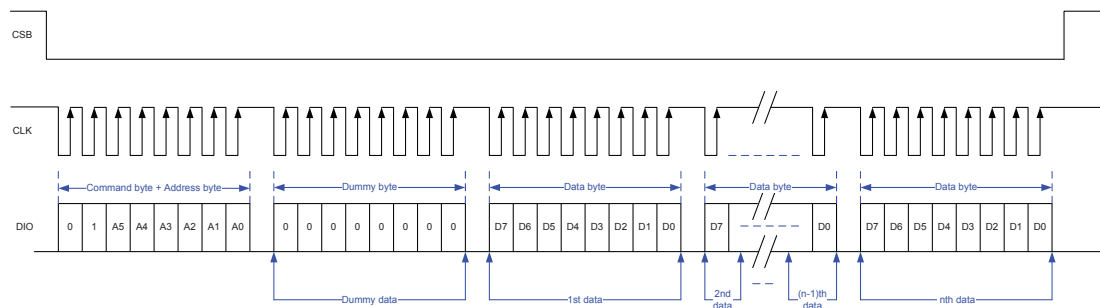 CSB
CLK
Command byte + Address byte Dummy byte Data byte Data byte Data byte
DIO 0 1 A5 A4 A3 A2 A1 A0 0 0 0 0 0 0 0 0 D7 D6 D5 D4 D3 D2 D1 D0 D7 D0 D7 D6 D5 D4 D3 D2 D1 D0
Dummy data 1st data 2nd data (n-1)th data nth data